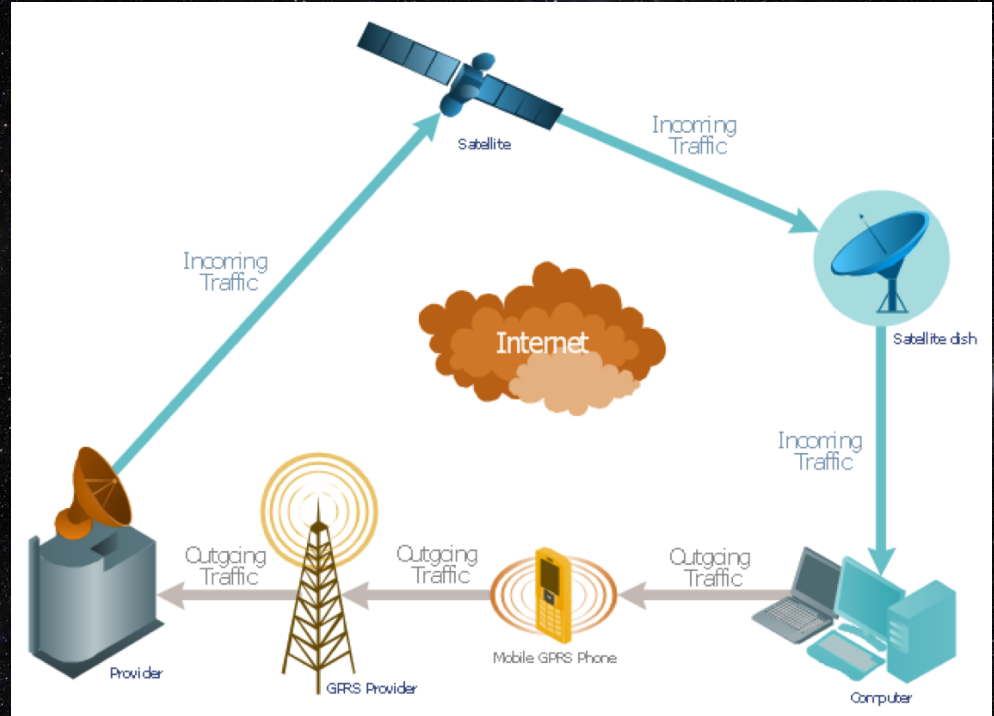 Satellite
Incoming
Traffic
Incoming
Traffic
Internet
Satellite dish
Incoming
Traffic
Outgoing
Traffic
Outgoing
Traffic
Outgoing
Traffic
Mobile GPRS Phone
Provider
GPRS Provider
Computer